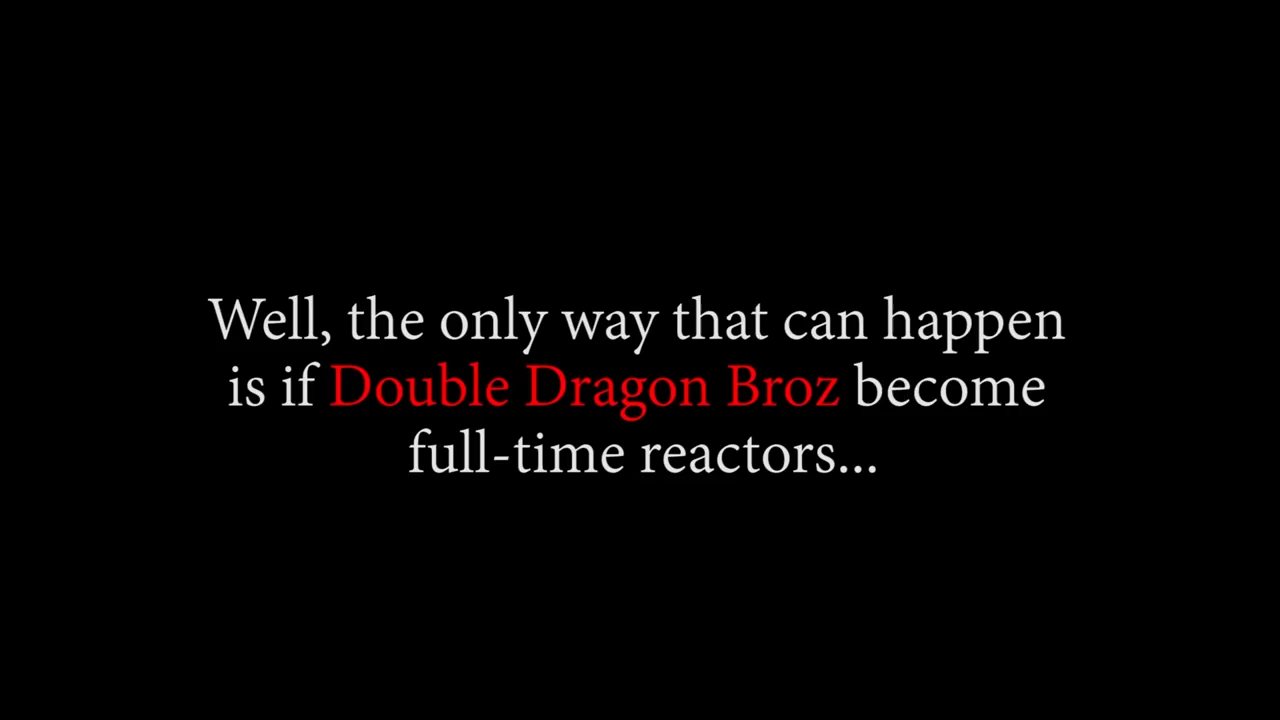 Well, the only way that can happen
is if Double Dragon Broz become
full-time reactors...